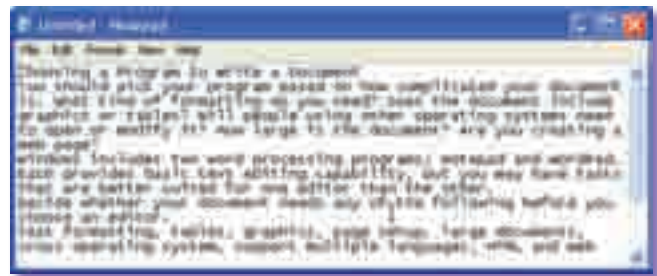 Untitled - Notepad
File Edit Format View Help
Choosing a Program to Write a Document
You should pick your program based on how complicated your document
is. What kind of formatting do you need? Does the document include
graphics or tables? Will people using other operating systems need
to open or modify it? How large is the document? Are you creating a
web page?
Windows includes two word processing programs: Notepad and WordPad.
Each provides basic text editing capability, but you may have tasks
that are better suited for one editor than the other.
Decide whether your document needs any of the following before you
choose an editor.
Text formatting, tables, graphics, page setup, large documents,
cross operating system, support multiple languages, HTML, and web